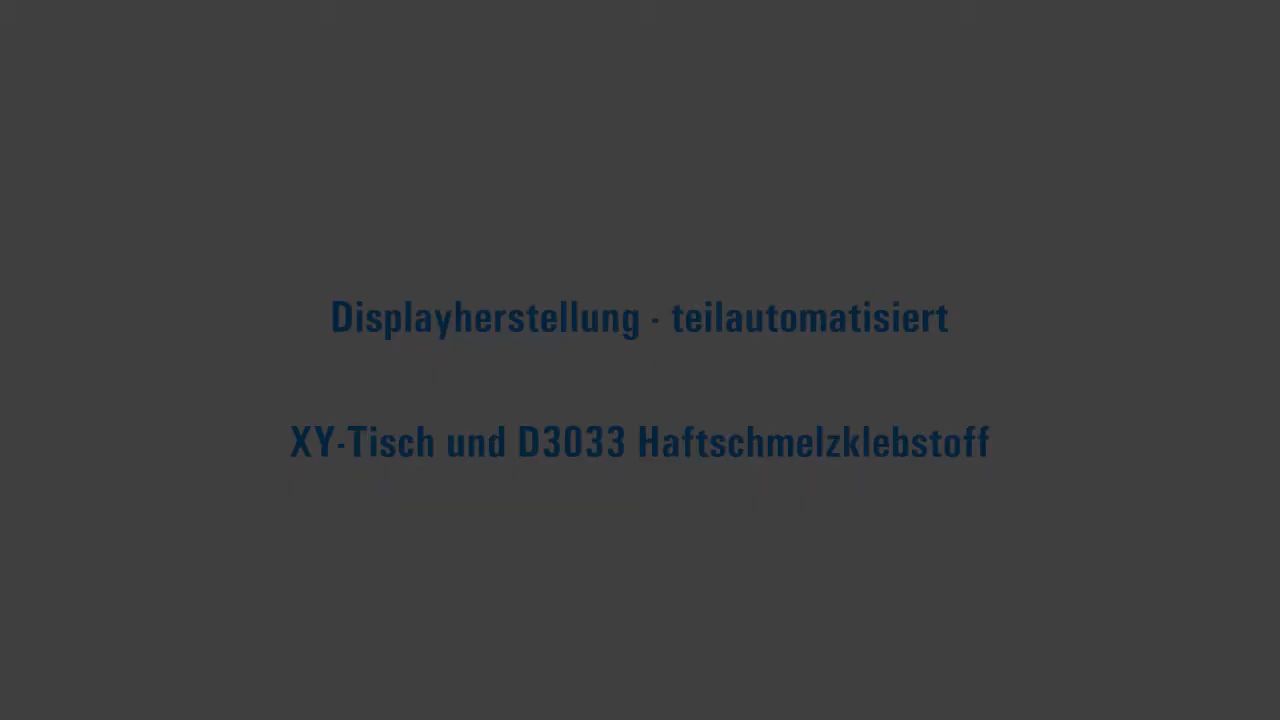 Displayherstellung - teilautomatisiert
XY-Tisch und D3033 Haftschmelzklebstoff